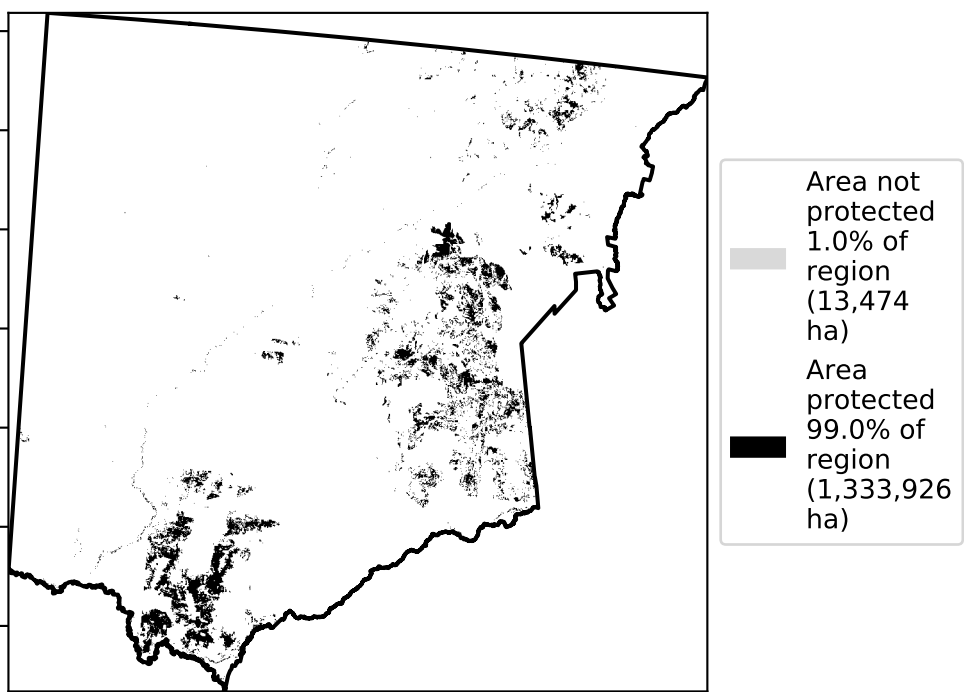 Area not
protected
1.0% of
region
(13,474
ha)
Area
protected
99.0% of
region
(1,333,926
ha)